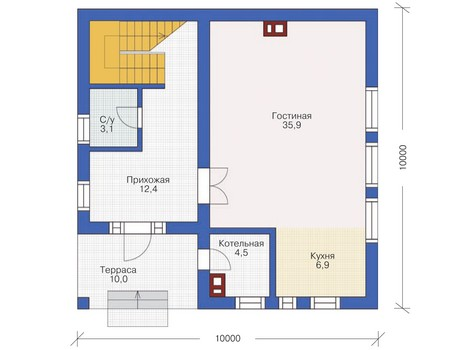 Гостиная
35,9
С/у
3,1
Прихожая
12,4
10000
Котельная
4,5
Кухня
6,9
Терраса
10,0
10000